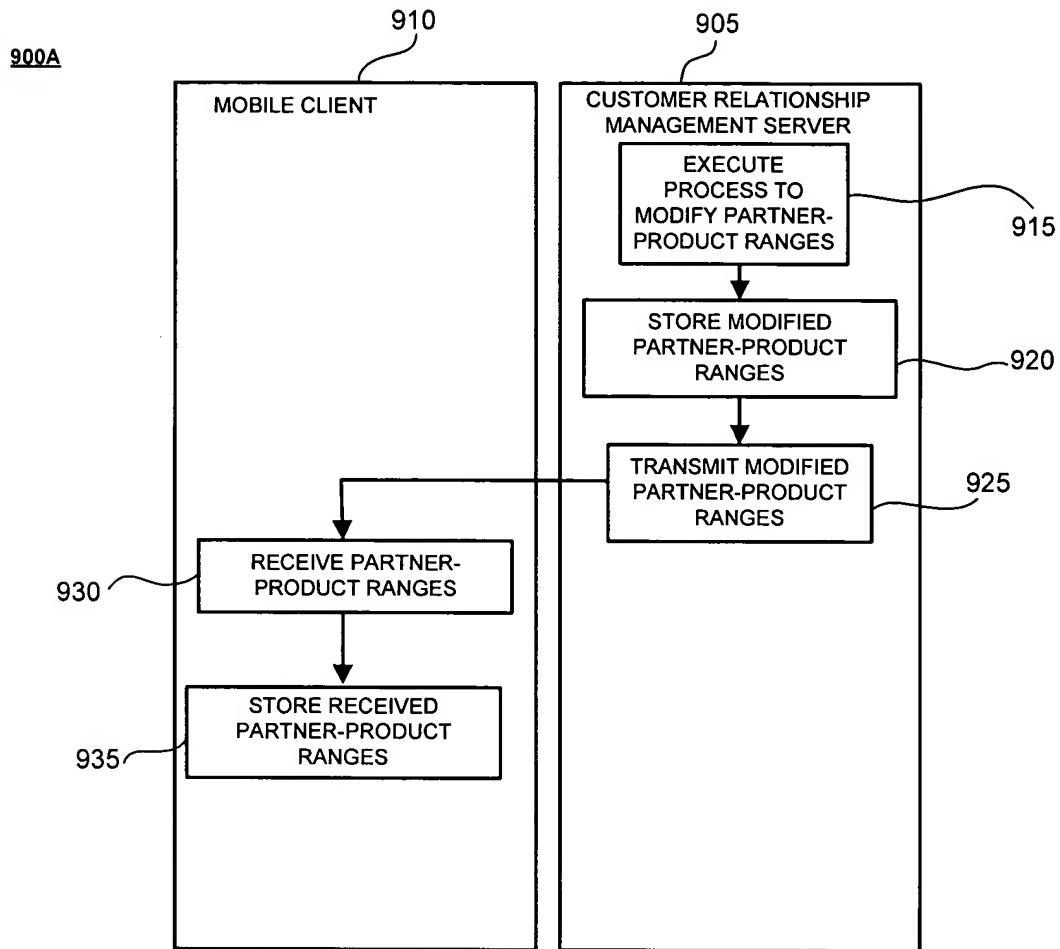 900A
910
905
MOBILE CLIENT
CUSTOMER RELATIONSHIP
MANAGEMENT SERVER
EXECUTE
PROCESS TO
MODIFY PARTNER-
PRODUCT RANGES
915
STORE MODIFIED
PARTNER-PRODUCT
RANGES
920
TRANSMIT MODIFIED
PARTNER-PRODUCT
RANGES
925
RECEIVE PARTNER-
PRODUCT RANGES
930
STORE RECEIVED
PARTNER-PRODUCT
RANGES
935